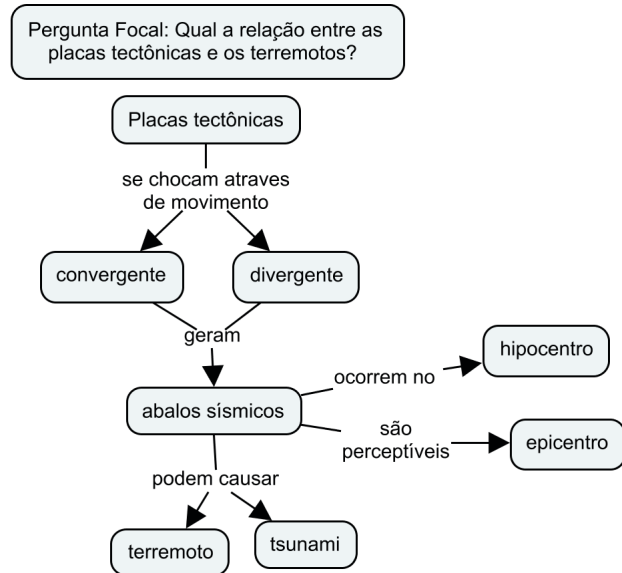 Pergunta Focal: Qual a relação entre as
placas tectônicas e os terremotos?
Placas tectônicas
se chocam atraves
de movimento
convergente
divergente
geram
abalos sísmicos
ocorrem no
hipocentro
são
perceptíveis
epicentro
podem causar
terremoto
tsunami